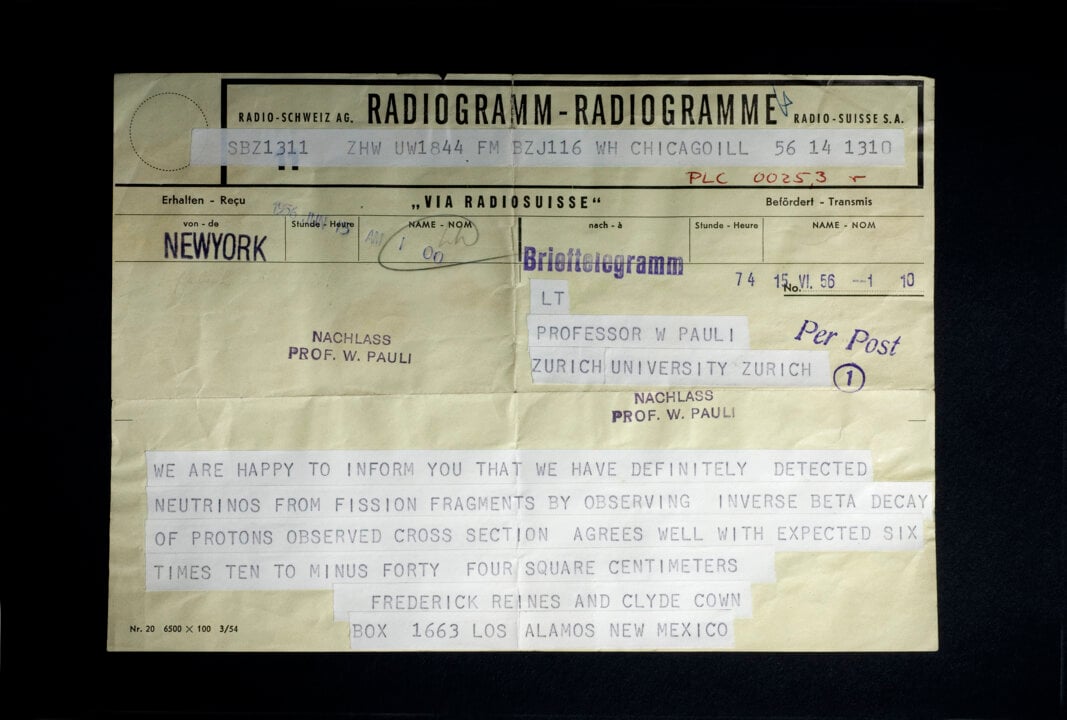 RADIO-SCHWEIZ AG. RADIOGRAMM-RADIOGRAMME RADIO-SUISSE S.A.
SBZ1311 ZHW UW1844 FM BZJ116 WH CHICAGOILL 56 14 1310
PLC 0025,3
Erhalten - Reçu „VIA RADIOSUISSE“ Befördert - Transmis
von - de Stunde - Heure NAME - NOM nach - à Stunde - Heure NAME - NOM
NEWYORK
Brieftelegramm
74 15.VI. 56 --1 10
No.
LT
PROFESSOR W PAULI
Per Post
ZURICH UNIVERSITY ZURICH
1
NACHLASS
PROF. W. PAULI
NACHLASS
PROF. W. PAULI
WE ARE HAPPY TO INFORM YOU THAT WE HAVE DEFINITELY DETECTED
NEUTRINOS FROM FISSION FRAGMENTS BY OBSERVING INVERSE BETA DECAY
OF PROTONS OBSERVED CROSS SECTION AGREES WELL WITH EXPECTED SIX
TIMES TEN TO MINUS FORTY FOUR SQUARE CENTIMETERS
FREDERICK REINES AND CLYDE COWN
BOX 1663 LOS ALAMOS NEW MEXICO
Nr. 20 6500 × 100 3/54